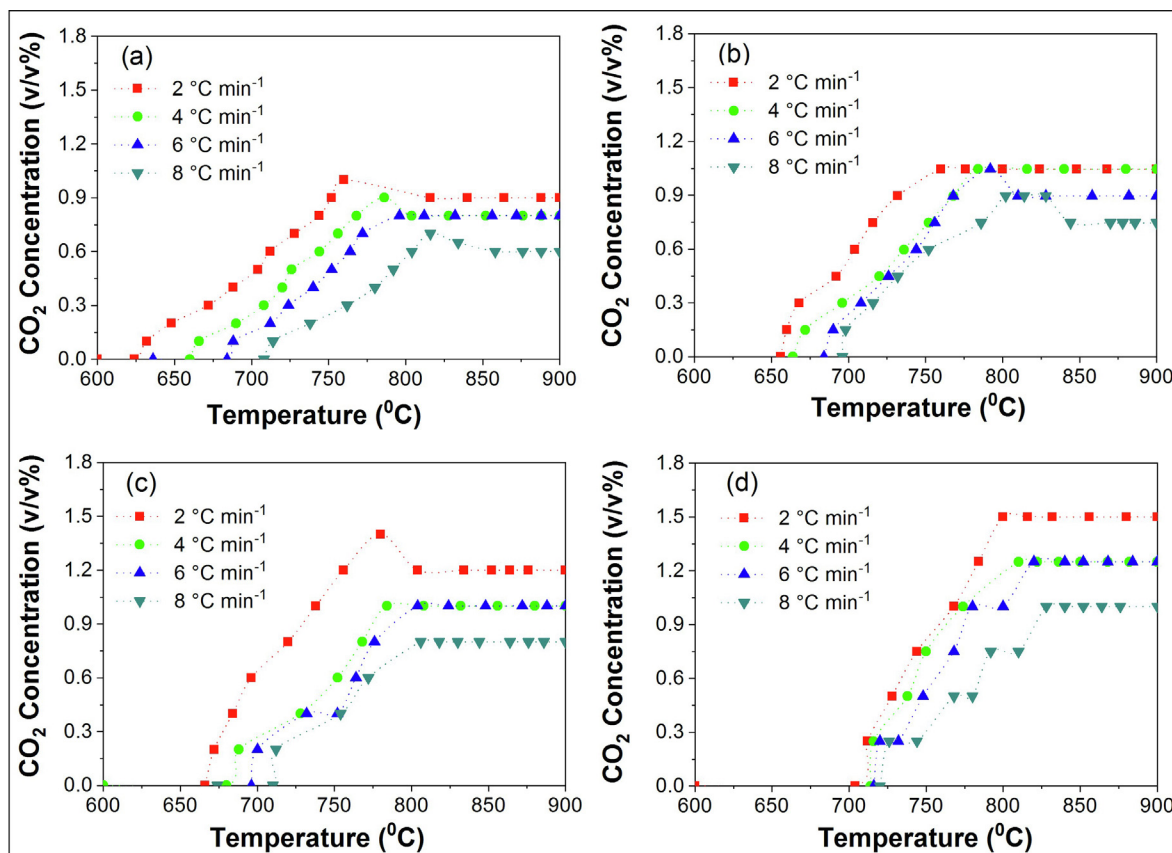 (a)
2 °C min-1
4 °C min-1
6 °C min-1
8 °C min-1
CO2 Concentration (v/v%)
1.8
1.5
1.2
0.9
0.6
0.3
0.0
600 650 700 750 800 850 900
Temperature (⁰C)
(b)
2 °C min-1
4 °C min-1
6 °C min-1
8 °C min-1
CO2 Concentration (v/v%)
1.8
1.5
1.2
0.9
0.6
0.3
0.0
600 650 700 750 800 850 900
Temperature (⁰C)
(c)
2 °C min-1
4 °C min-1
6 °C min-1
8 °C min-1
CO2 Concentration (v/v%)
1.8
1.5
1.2
0.9
0.6
0.3
0.0
600 650 700 750 800 850 900
Temperature (⁰C)
(d)
2 °C min-1
4 °C min-1
6 °C min-1
8 °C min-1
CO2 Concentration (v/v%)
1.8
1.5
1.2
0.9
0.6
0.3
0.0
600 650 700 750 800 850 900
Temperature (⁰C)